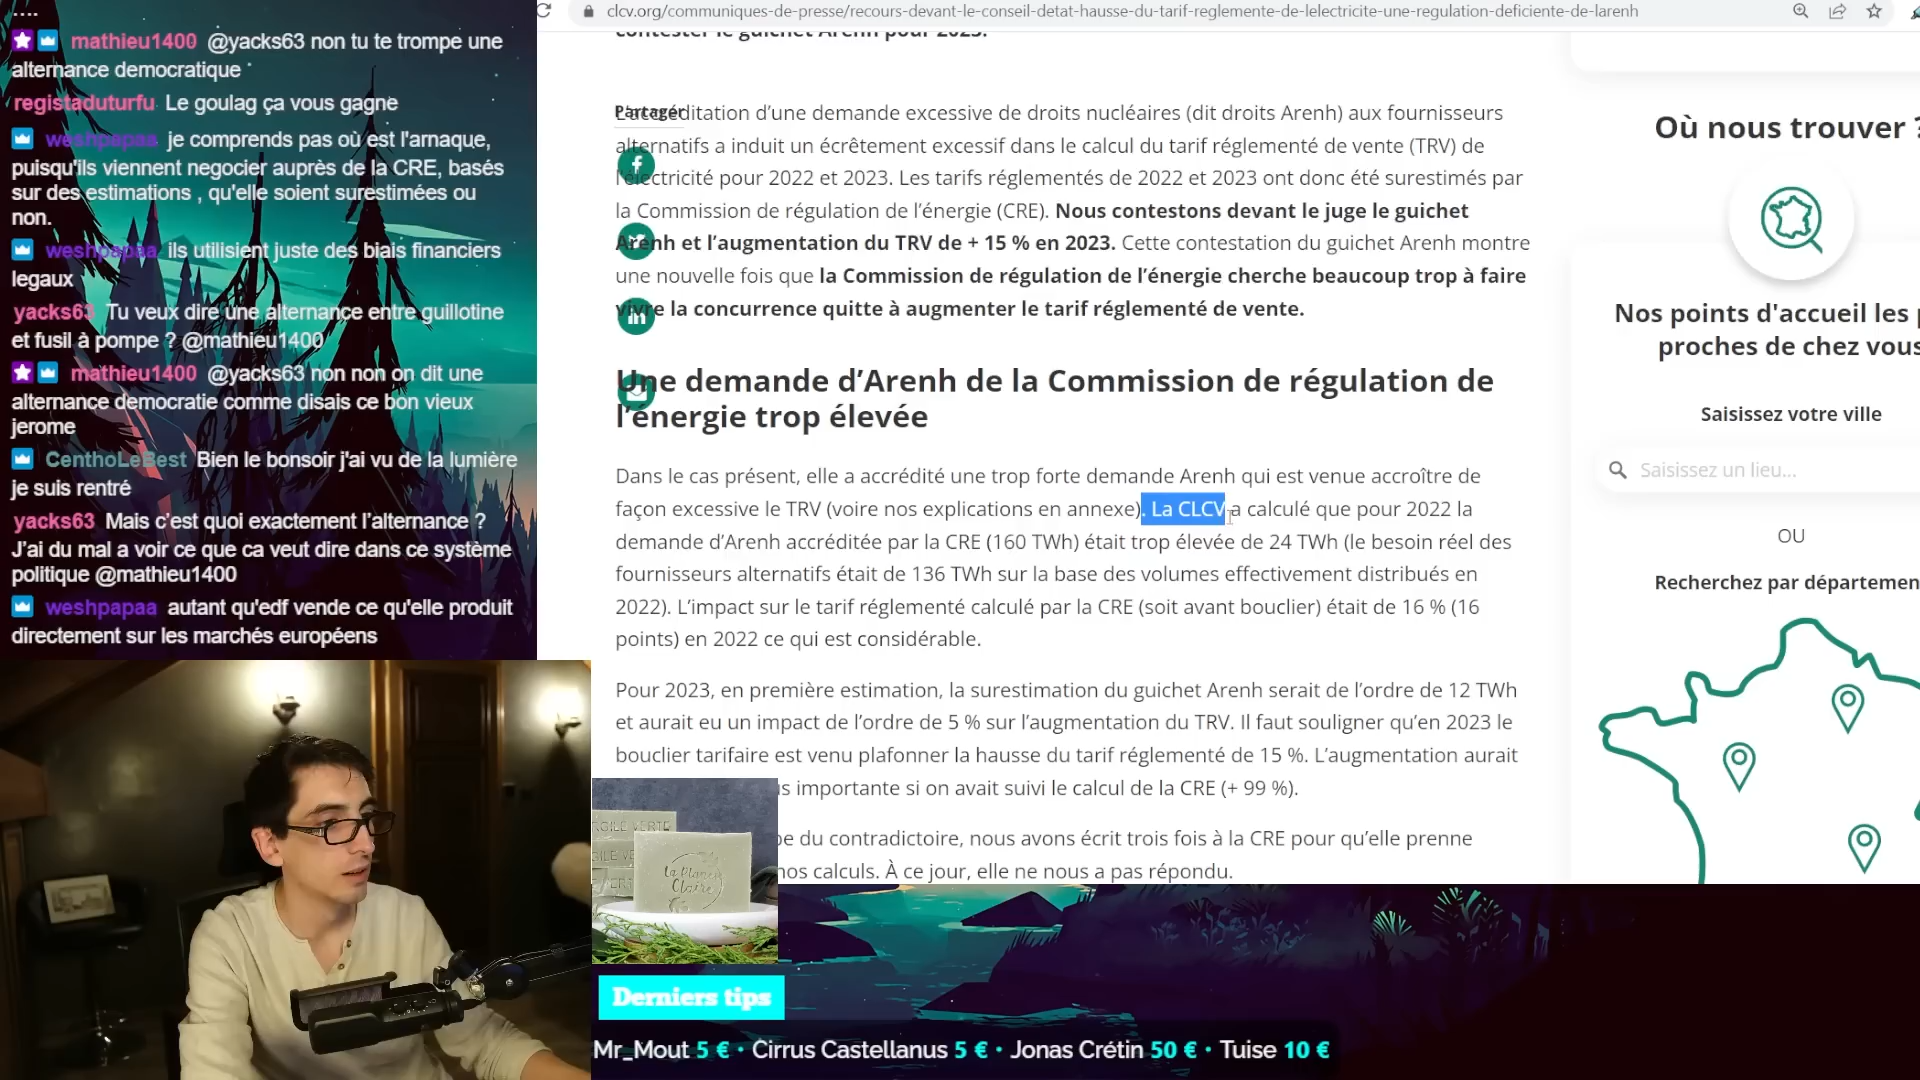 mathieu1400 @yacks63 non tu te trompe une
alternance democratique
registaduturfu Le goulag ça vous gagne
weshpapaa je comprends pas où est l'arnaque,
puisqu'ils viennent negocier auprès de la CRE, basés
sur des estimations , qu'elle soient surestimées ou
non.
weshpapaa ils utilisient juste des biais financiers
legaux
yacks63 Tu veux dire une alternance entre guillotine
et fusil à pompe ? @mathieu1400
mathieu1400 @yacks63 non non on dit une
alternance democratie comme disais ce bon vieux
jerome
CenthoLeBest Bien le bonsoir j'ai vu de la lumière
je suis rentré
yacks63 Mais c'est quoi exactement l'alternance ?
J'ai du mal a voir ce que ca veut dire dans ce système
politique @mathieu1400
weshpapaa autant qu'edf vende ce qu'elle produit
directement sur les marchés européens
clcv.org/communiques-de-presse/recours-devant-le-conseil-detat-hausse-du-tarif-reglemente-de-lelectricite-une-regulation-deficiente-de-larenh
contester le guichet Arenh pour 2023.
Partager
L'accréditation d'une demande excessive de droits nucléaires (dit droits Arenh) aux fournisseurs
alternatifs a induit un écrêtement excessif dans le calcul du tarif réglementé de vente (TRV) de
l'électricité pour 2022 et 2023. Les tarifs réglementés de 2022 et 2023 ont donc été surestimés par
la Commission de régulation de l'énergie (CRE). Nous contestons devant le juge le guichet
Arenh et l'augmentation du TRV de + 15 % en 2023. Cette contestation du guichet Arenh montre
une nouvelle fois que la Commission de régulation de l'énergie cherche beaucoup trop à faire
vivre la concurrence quitte à augmenter le tarif réglementé de vente.
Une demande d'Arenh de la Commission de régulation de
l'énergie trop élevée
Dans le cas présent, elle a accrédité une trop forte demande Arenh qui est venue accroître de
façon excessive le TRV (voire nos explications en annexe). La CLCV a calculé que pour 2022 la
demande d'Arenh accréditée par la CRE (160 TWh) était trop élevée de 24 TWh (le besoin réel des
fournisseurs alternatifs était de 136 TWh sur la base des volumes effectivement distribués en
2022). L'impact sur le tarif réglementé calculé par la CRE (soit avant bouclier) était de 16 % (16
points) en 2022 ce qui est considérable.
Pour 2023, en première estimation, la surestimation du guichet Arenh serait de l'ordre de 12 TWh
et aurait eu un impact de l'ordre de 5 % sur l'augmentation du TRV. Il faut souligner qu'en 2023 le
bouclier tarifaire est venu plafonner la hausse du tarif réglementé de 15 %. L'augmentation aurait
importante si on avait suivi le calcul de la CRE (+ 99 %).
du contradictoire, nous avons écrit trois fois à la CRE pour qu'elle prenne
nos calculs. À ce jour, elle ne nous a pas répondu.
Où nous trouver ?
Nos points d'accueil les
proches de chez vous
Saisissez votre ville
Saisissez un lieu...
OU
Recherchez par départemen
La Planète
Claire
Derniers tips
Mr_Mout 5 € · Cirrus Castellanus 5 € · Jonas Crétin 50 € · Tuise 10 €